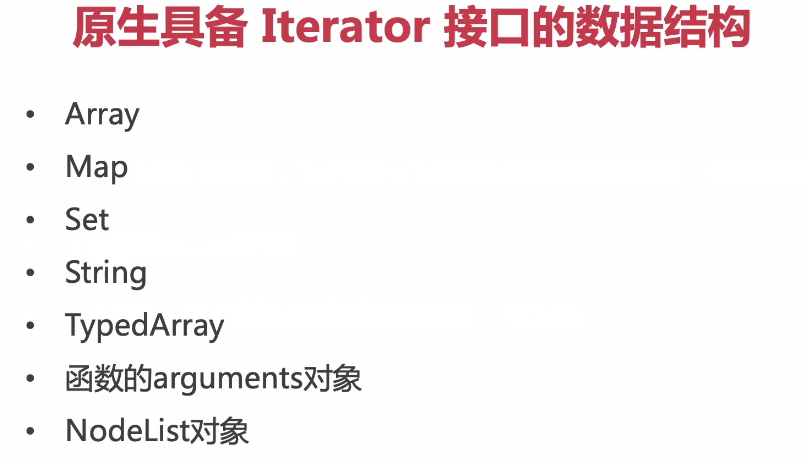 原生具备 Iterator 接口的数据结构
• Array
• Map
• Set
• String
• TypedArray
• 函数的arguments对象
• NodeList对象